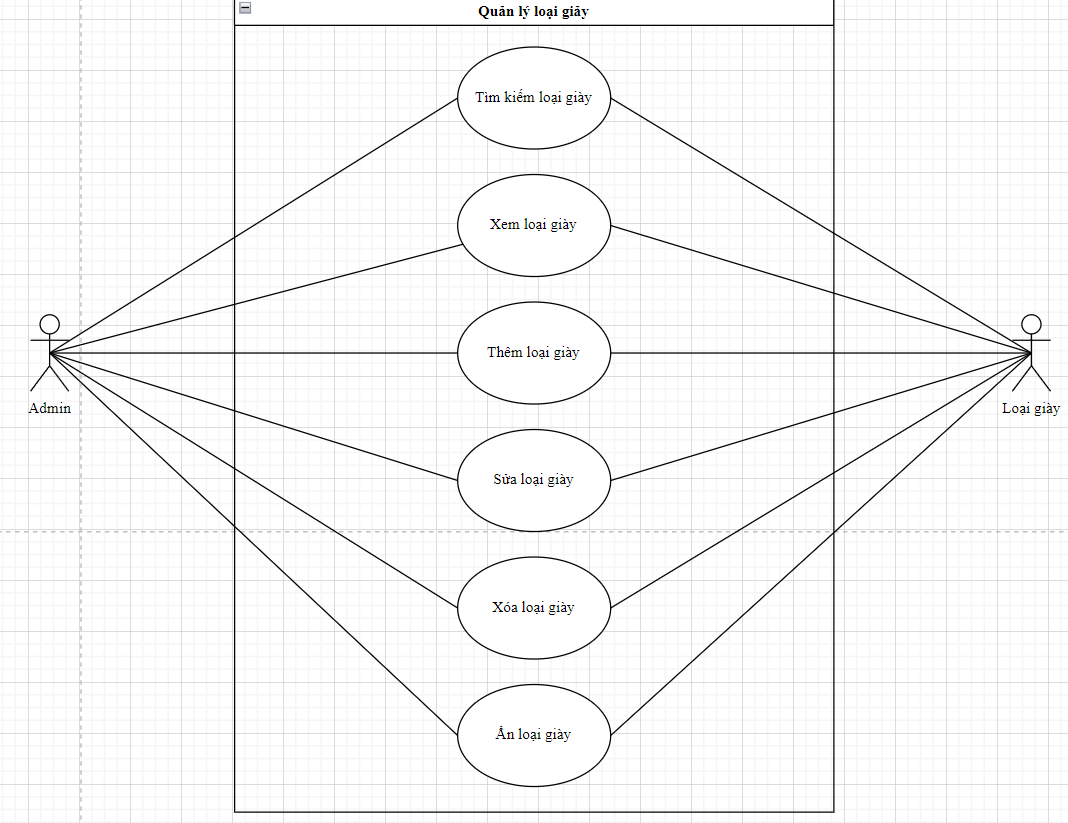 Quản lý loại giày
Tìm kiếm loại giày
Xem loại giày
Thêm loại giày
Admin
Loại giày
Sửa loại giày
Xóa loại giày
Ẩn loại giày